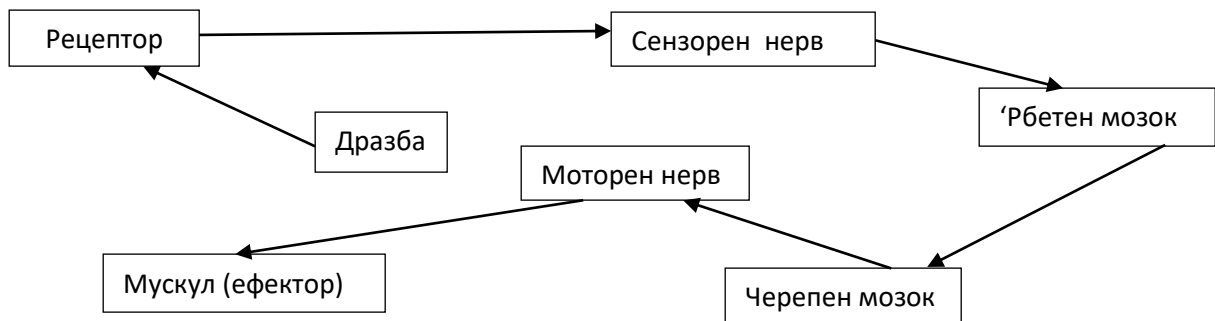 Рецептор
Сензорен нерв
‘Рбетен мозок
Дразба
Моторен нерв
Мускул (ефектор)
Черепен мозок